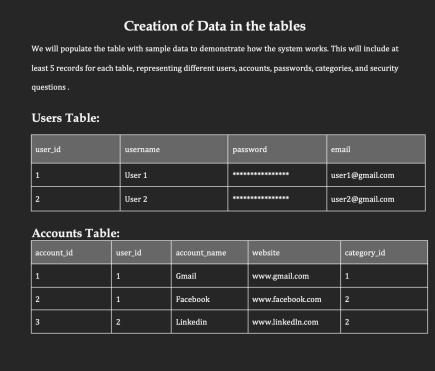 Creation of Data in the tables
We will populate the table with sample data to demonstrate how the system works. This will include at
least 5 records for each table, representing different users, accounts, passwords, categories, and security
questions .
Users Table:
user_id username password email
1 User 1 **************** user1@gmail.com
2 User 2 **************** user2@gmail.com
Accounts Table:
account_id user_id account_name website category_id
1 1 Gmail www.gmail.com 1
2 1 Facebook www.facebook.com 2
3 2 Linkedin www.linkedIn.com 2